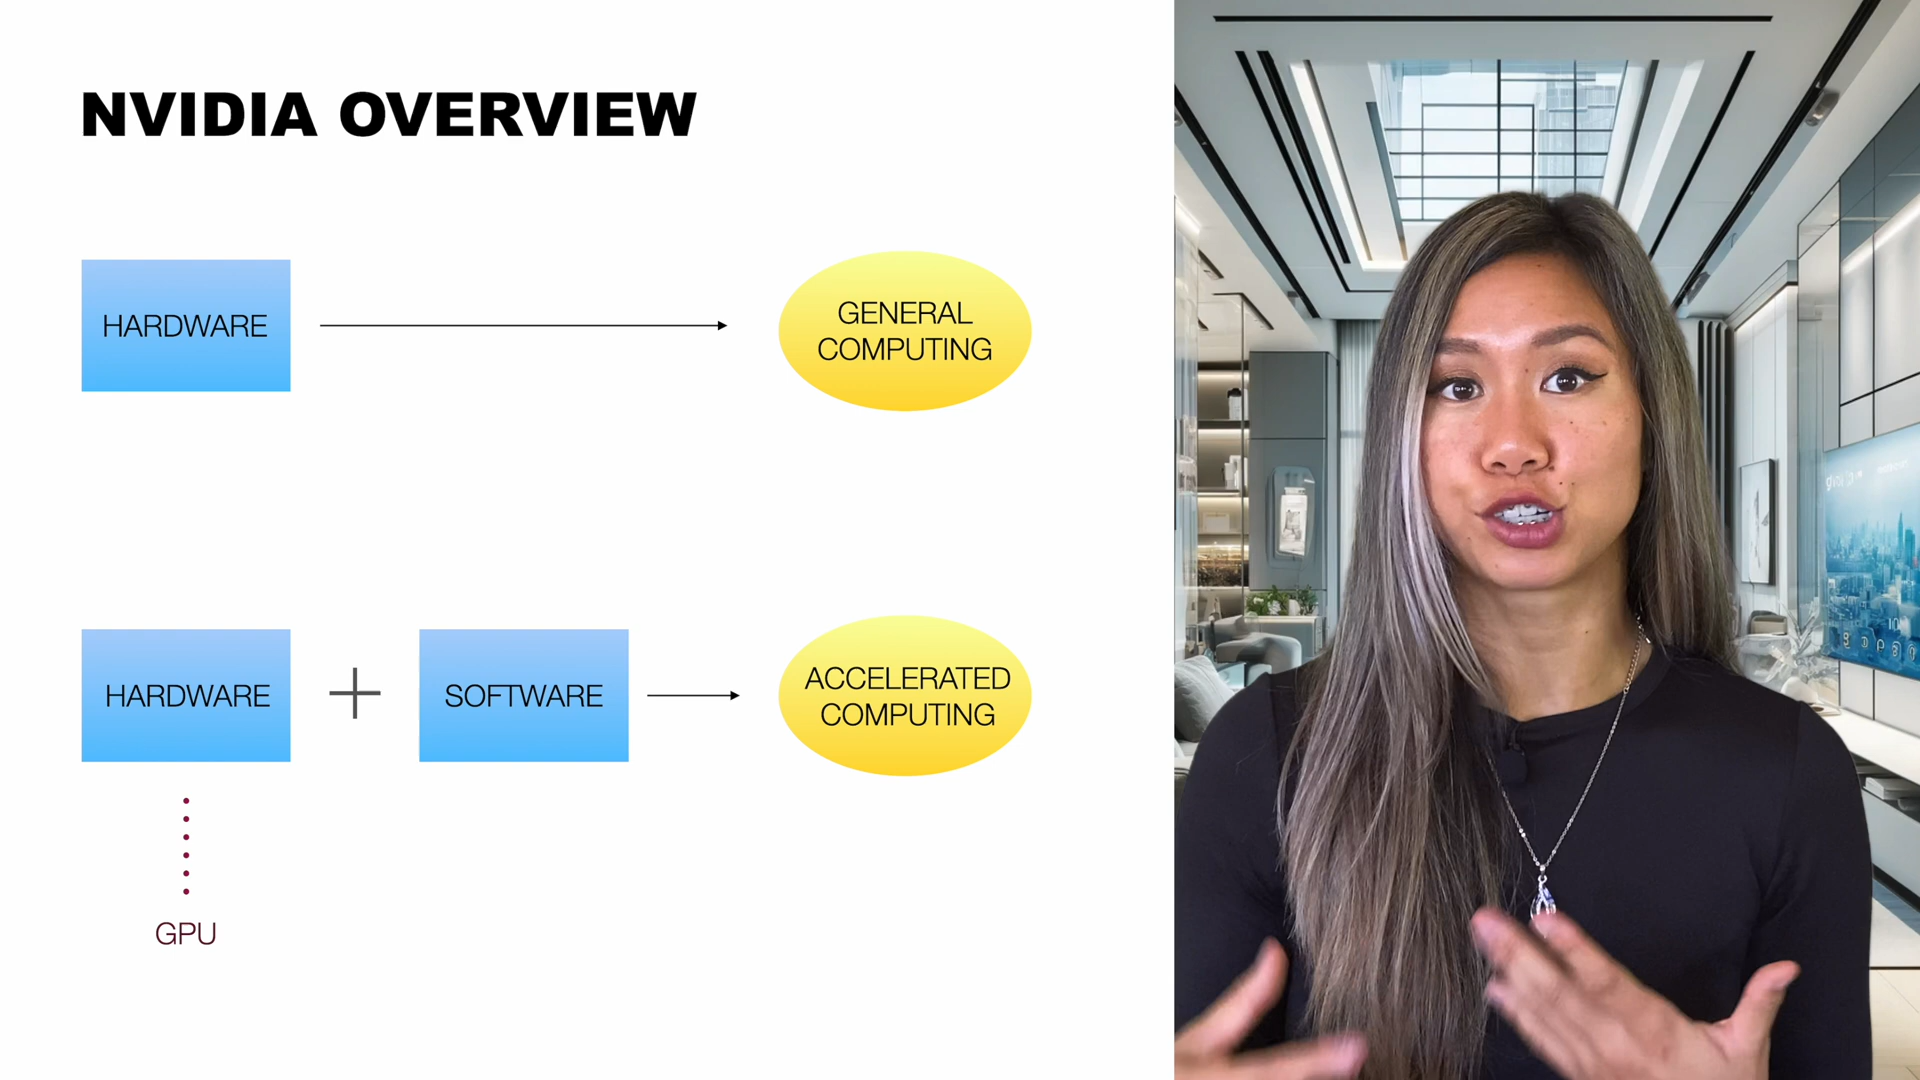 NVIDIA OVERVIEW
HARDWARE
GENERAL
COMPUTING
HARDWARE
+
SOFTWARE
ACCELERATED
COMPUTING
GPU